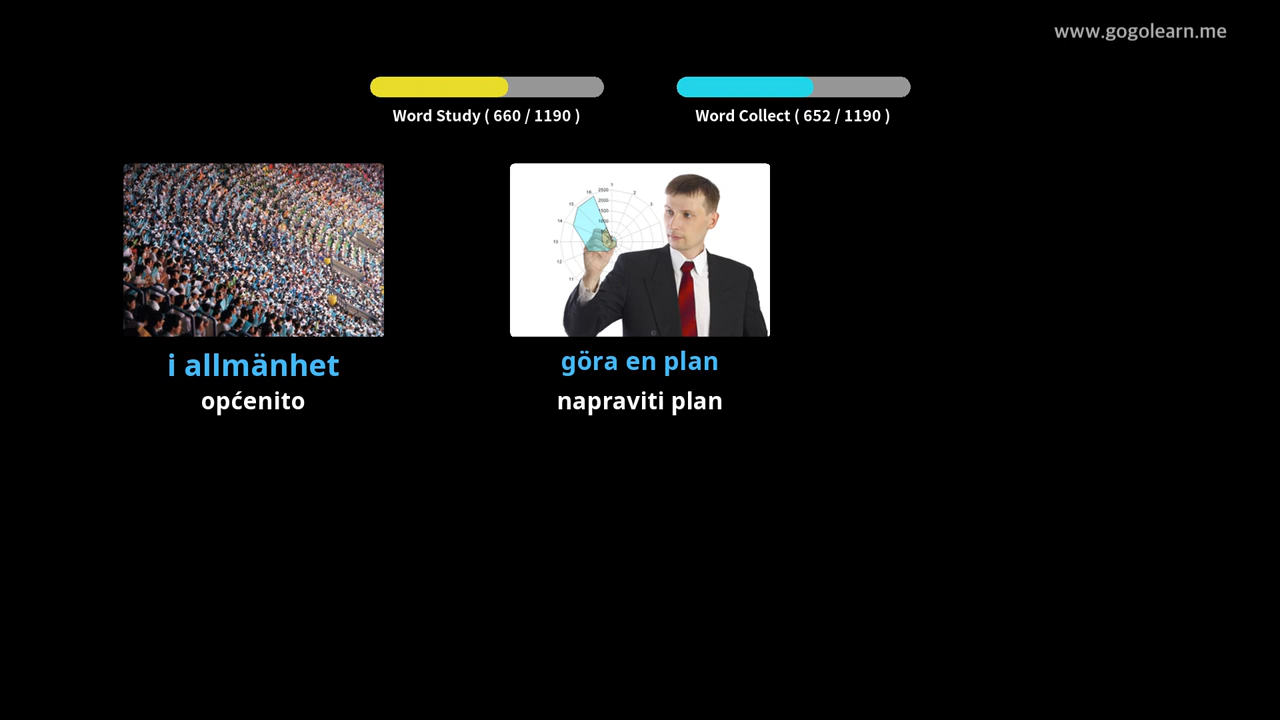 www.gogolearn.me
Word Study ( 660 / 1190 )
Word Collect ( 652 / 1190 )
i allmänhet
općenito
göra en plan
napraviti plan